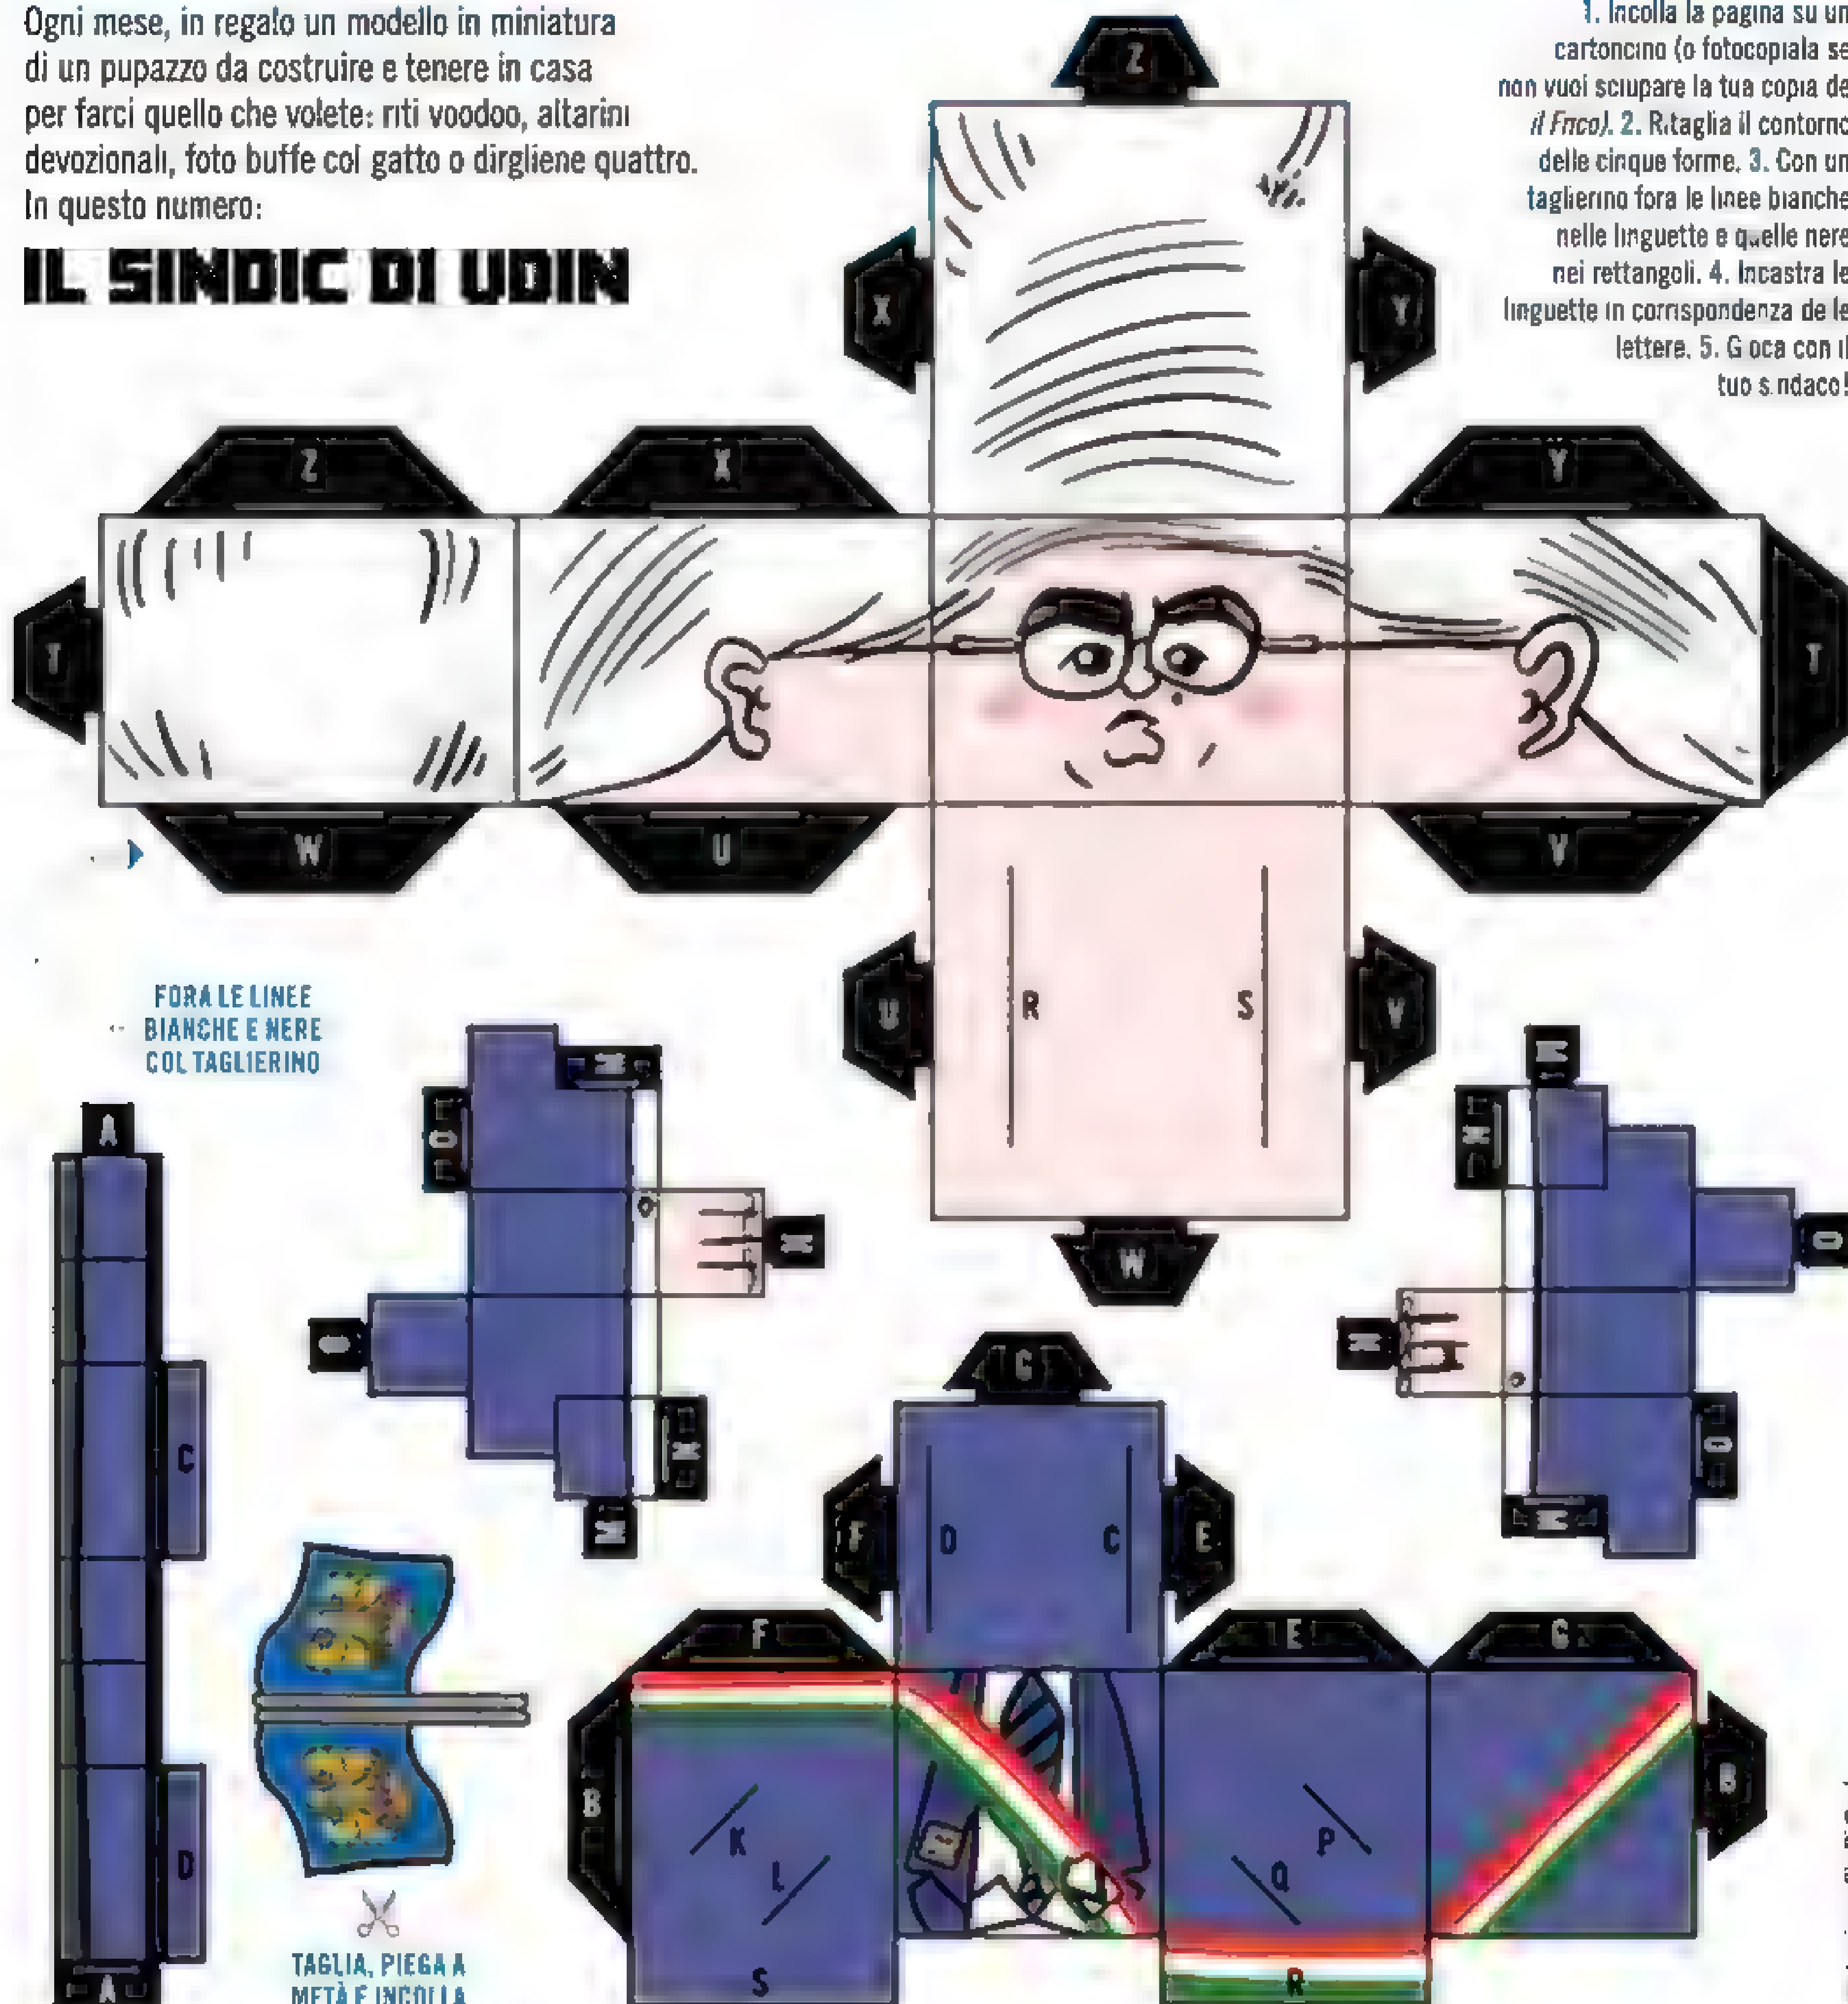 Ogni mese, in regalo un modello in miniatura
di un pupazzo da costruire e tenere in casa
per farci quello che volete: riti voodoo, altarini
devozionali, foto buffe col gatto o dirgliene quattro.
In questo numero:
IL SINDIC DI UDIN
1. Incolla la pagina su un
cartoncino (o fotocopiala se
non vuoi sciupare la tua copia de
il Frico). 2. Ritaglia il contorno
delle cinque forme. 3. Con un
taglierino fora le linee bianche
nelle linguette e quelle nere
nei rettangoli. 4. Incastra le
linguette in corrispondenza de le
lettere. 5. Gioca con il
tuo sindaco!
Z
X
Y
Z
X
Y
T
T
W
U
V
U
R
S
V
W
FORA LE LINEE
BIANCHE E NERE
COL TAGLIERINO
A
C
D
A
M
O
N
O
N
M
M
N
O
N
O
M
G
F
D
C
E
F
E
G
B
K
L
P
Q
B
S
R
TAGLIA, PIEGA A
METÀ E INCOLLA